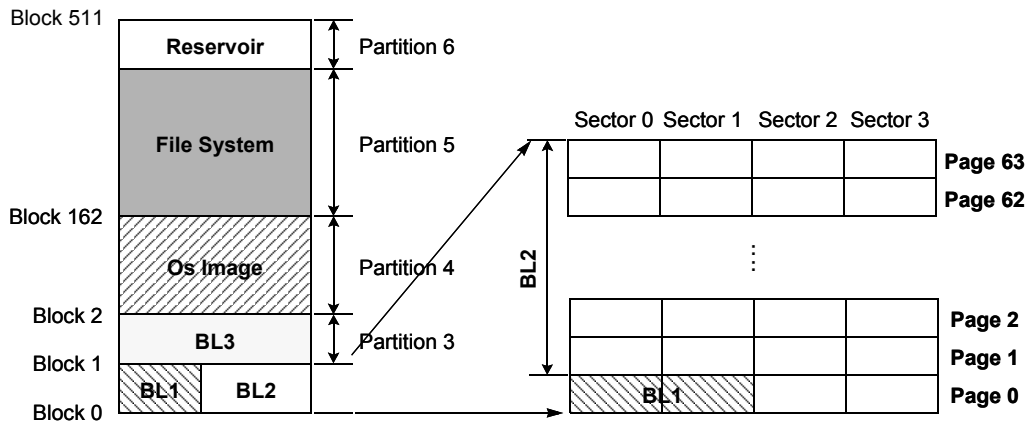 Block 511
Reservoir
Partition 6
File System
Partition 5
Block 162
Os Image
Partition 4
Block 2
BL3
Partition 3
Block 1
BL1
BL2
Block 0
Sector 0 Sector 1 Sector 2 Sector 3
Page 63
Page 62
BL2
⋮
Page 2
Page 1
BL1
Page 0